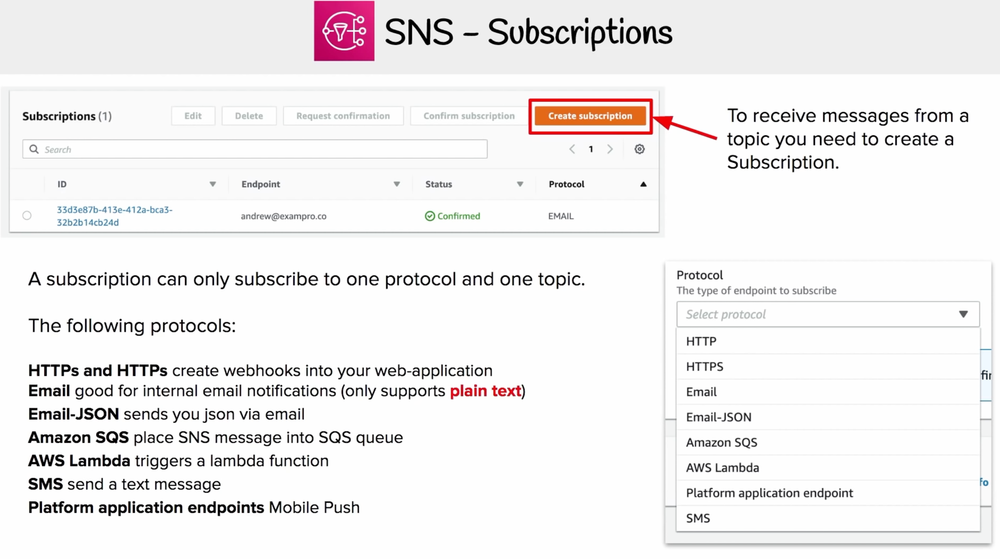 SNS - Subscriptions
Subscriptions (1)
Edit
Delete
Request confirmation
Confirm subscription
Create subscription
Search
1
To receive messages from a
topic you need to create a
Subscription.
ID
Endpoint
Status
Protocol
33d3e87b-413e-412a-bca3-
32b2b14cb24d
andrew@exampro.co
Confirmed
EMAIL
A subscription can only subscribe to one protocol and one topic.
The following protocols:
HTTPs and HTTPs create webhooks into your web-application
Email good for internal email notifications (only supports plain text)
Email-JSON sends you json via email
Amazon SQS place SNS message into SQS queue
AWS Lambda triggers a lambda function
SMS send a text message
Platform application endpoints Mobile Push
Protocol
The type of endpoint to subscribe
Select protocol
HTTP
HTTPS
Email
Email-JSON
Amazon SQS
AWS Lambda
Platform application endpoint
SMS